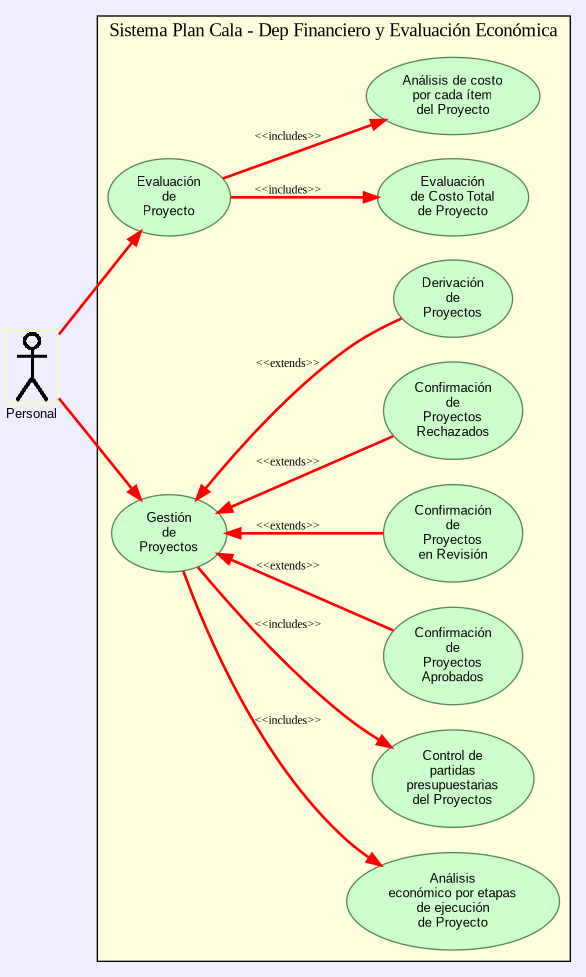 Sistema Plan Cala - Dep Financiero y Evaluación Económica
Análisis de costo
por cada ítem
del Proyecto
<<includes>>
Evaluación
de
Proyecto
<<includes>>
Evaluación
de Costo Total
de Proyecto
Derivación
de
Proyectos
<<extends>>
Confirmación
de
Proyectos
Rechazados
Personal
<<extends>>
Gestión
de
Proyectos
<<extends>>
Confirmación
de
Proyectos
en Revisión
<<extends>>
Confirmación
de
Proyectos
Aprobados
<<includes>>
Control de
partidas
presupuestarias
del Proyectos
<<includes>>
Análisis
económico por etapas
de ejecución
de Proyecto